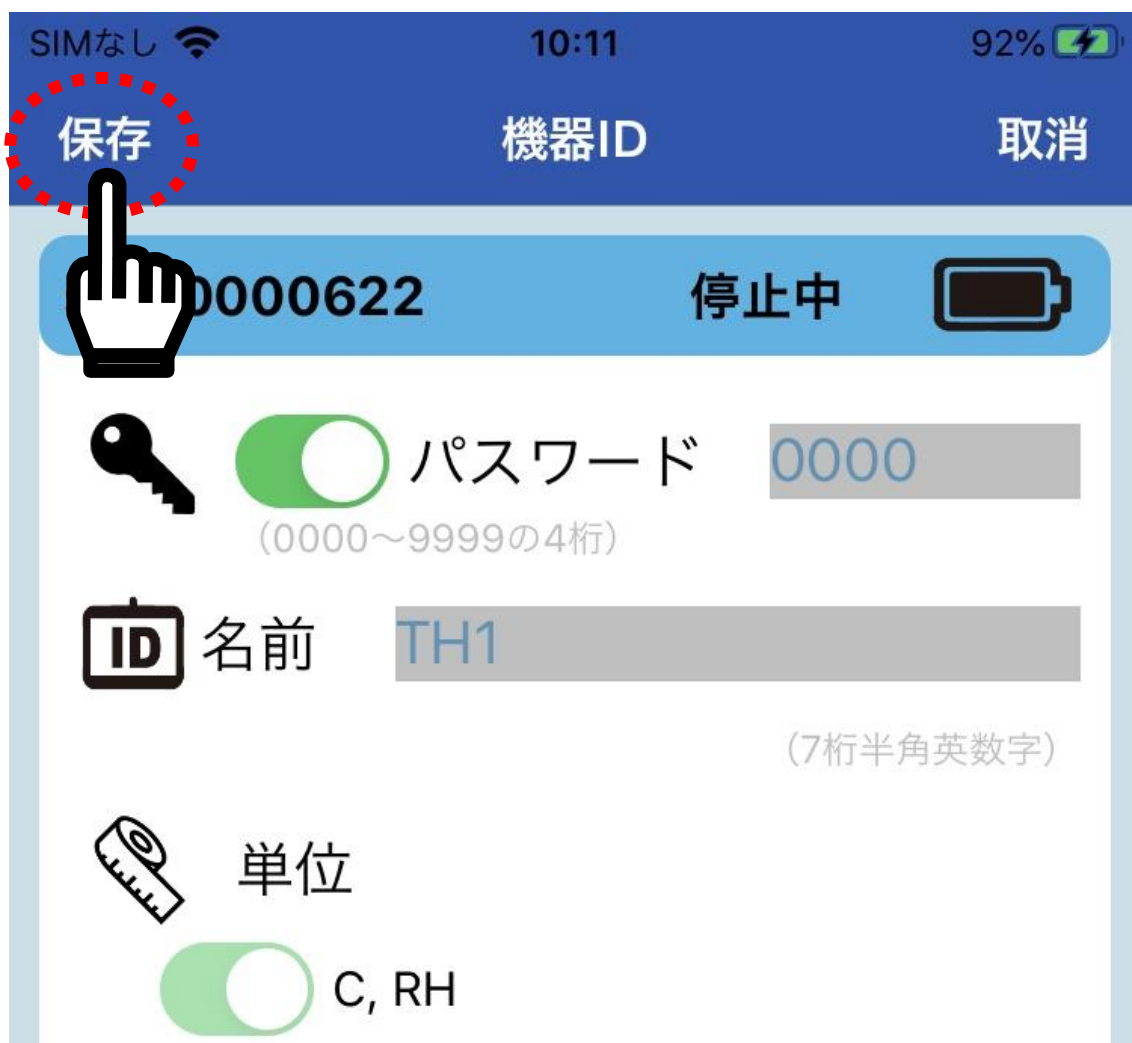 SIMなし 10:11 92%
保存 機器ID 取消
0000622 停止中
パスワード 0000
（0000～9999の4桁）
ID 名前 TH1
（7桁半角英数字）
単位
C, RH